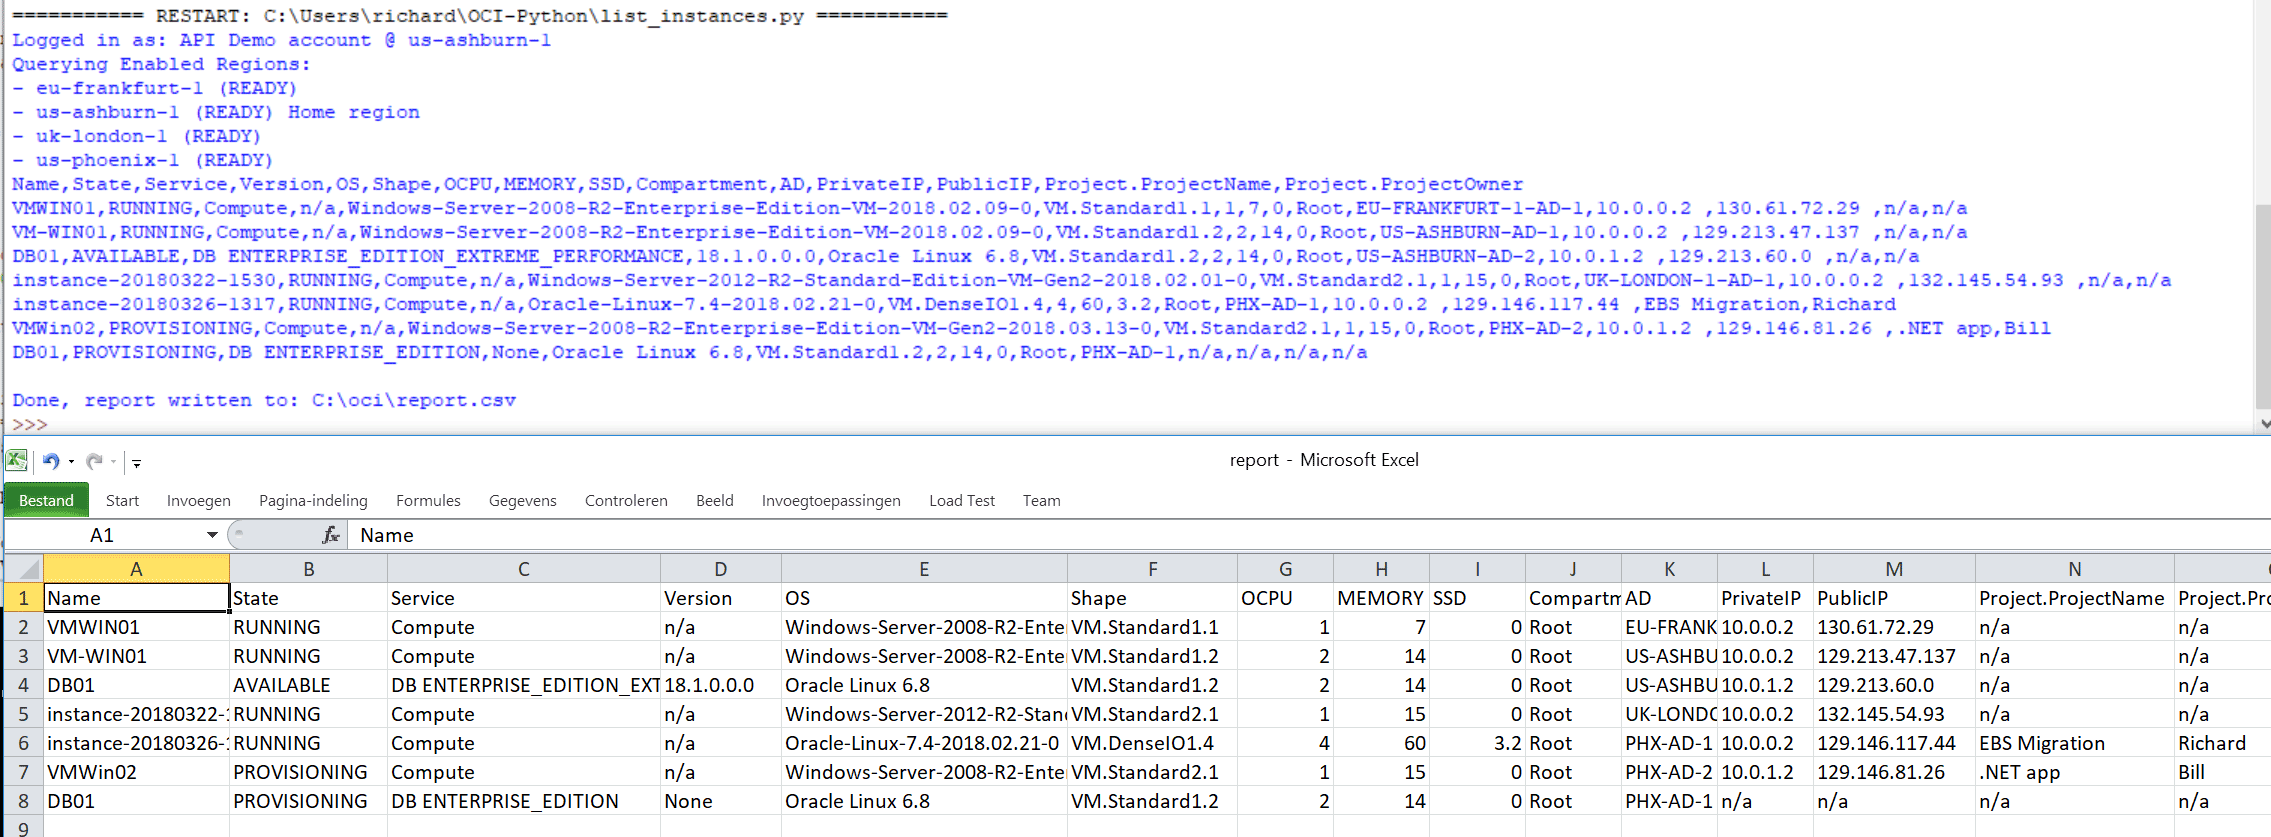 =========== RESTART: C:\Users\richard\OCI-Python\list_instances.py ===========
Logged in as: API Demo account @ us-ashburn-1
Querying Enabled Regions:
- eu-frankfurt-1 (READY)
- us-ashburn-1 (READY) Home region
- uk-london-1 (READY)
- us-phoenix-1 (READY)
Name,State,Service,Version,OS,Shape,OCPU,MEMORY,SSD,Compartment,AD,PrivateIP,PublicIP,Project.ProjectName,Project.ProjectOwner
VMWIN01,RUNNING,Compute,n/a,Windows-Server-2008-R2-Enterprise-Edition-VM-2018.02.09-0,VM.Standard1.1,1,7,0,Root,EU-FRANKFURT-1-AD-1,10.0.0.2 ,130.61.72.29 ,n/a,n/a
VM-WIN01,RUNNING,Compute,n/a,Windows-Server-2008-R2-Enterprise-Edition-VM-2018.02.09-0,VM.Standard1.2,2,14,0,Root,US-ASHBURN-AD-1,10.0.0.2 ,129.213.47.137 ,n/a,n/a
DB01,AVAILABLE,DB ENTERPRISE_EDITION_EXTREME_PERFORMANCE,18.1.0.0.0,Oracle Linux 6.8,VM.Standard1.2,2,14,0,Root,US-ASHBURN-AD-2,10.0.1.2 ,129.213.60.0 ,n/a,n/a
instance-20180322-1530,RUNNING,Compute,n/a,Windows-Server-2012-R2-Standard-Edition-VM-Gen2-2018.02.01-0,VM.Standard2.1,1,15,0,Root,UK-LONDON-1-AD-1,10.0.0.2 ,132.145.54.93 ,n/a,n/a
instance-20180326-1317,RUNNING,Compute,n/a,Oracle-Linux-7.4-2018.02.21-0,VM.DenseIO1.4,4,60,3.2,Root,PHX-AD-1,10.0.0.2 ,129.146.117.44 ,EBS Migration,Richard
VMWin02,PROVISIONING,Compute,n/a,Windows-Server-2008-R2-Enterprise-Edition-VM-Gen2-2018.03.13-0,VM.Standard2.1,1,15,0,Root,PHX-AD-2,10.0.1.2 ,129.146.81.26 ,.NET app,Bill
DB01,PROVISIONING,DB ENTERPRISE_EDITION,None,Oracle Linux 6.8,VM.Standard1.2,2,14,0,Root,PHX-AD-1,n/a,n/a,n/a,n/a
Done, report written to: C:\oci\report.csv
>>>
report - Microsoft Excel
Bestand Start Invoegen Pagina-indeling Formules Gegevens Controleren Beeld Invoegtoepassingen Load Test Team
A1 fx Name
A B C D E F G H I J K L M N
1 Name State Service Version OS Shape OCPU MEMORY SSD Compartm AD PrivateIP PublicIP Project.ProjectName Project.Pro
2 VMWIN01 RUNNING Compute n/a Windows-Server-2008-R2-Enter VM.Standard1.1 1 7 0 Root EU-FRANK 10.0.0.2 130.61.72.29 n/a n/a
3 VM-WIN01 RUNNING Compute n/a Windows-Server-2008-R2-Enter VM.Standard1.2 2 14 0 Root US-ASHBU 10.0.0.2 129.213.47.137 n/a n/a
4 DB01 AVAILABLE DB ENTERPRISE_EDITION_EXT 18.1.0.0.0 Oracle Linux 6.8 VM.Standard1.2 2 14 0 Root US-ASHBU 10.0.1.2 129.213.60.0 n/a n/a
5 instance-20180322-1 RUNNING Compute n/a Windows-Server-2012-R2-Stan VM.Standard2.1 1 15 0 Root UK-LONDO 10.0.0.2 132.145.54.93 n/a n/a
6 instance-20180326-1 RUNNING Compute n/a Oracle-Linux-7.4-2018.02.21-0 VM.DenseIO1.4 4 60 3.2 Root PHX-AD-1 10.0.0.2 129.146.117.44 EBS Migration Richard
7 VMWin02 PROVISIONING Compute n/a Windows-Server-2008-R2-Enter VM.Standard2.1 1 15 0 Root PHX-AD-2 10.0.1.2 129.146.81.26 .NET app Bill
8 DB01 PROVISIONING DB ENTERPRISE_EDITION None Oracle Linux 6.8 VM.Standard1.2 2 14 0 Root PHX-AD-1 n/a n/a n/a n/a
9